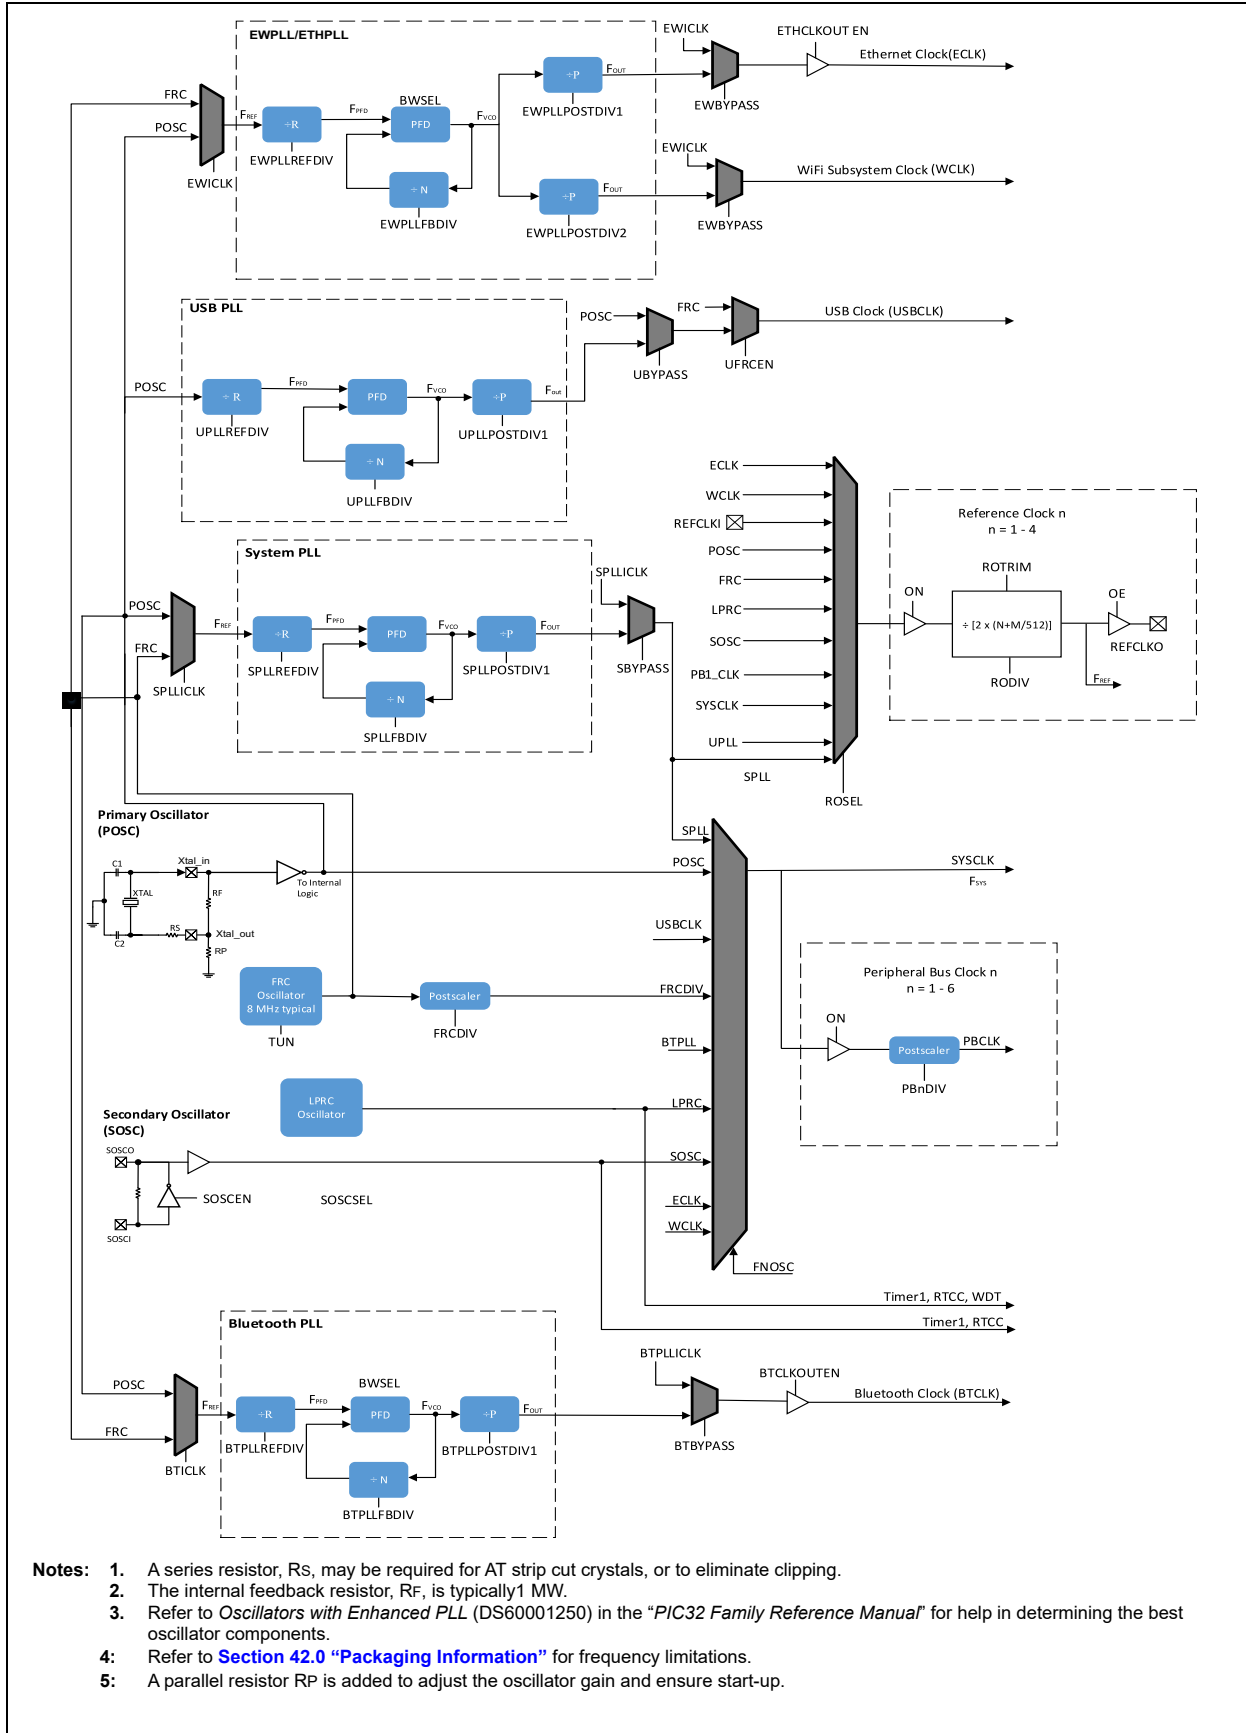 EWPLL/ETHPLL
EWICLK
ETHCLKOUT EN
Ethernet Clock(ECLK)
FRC
POSC
FREF
÷R
FPFD
BWSEL
PFD
FVCO
÷P
FOUT
EWPLLPOSTDIV1
EWBYPASS
EWPLLREFDIV
EWICLK
÷ N
EWPLLFBDIV
÷P
FOUT
EWPLLPOSTDIV2
EWICLK
EWBYPASS
WiFi Subsystem Clock (WCLK)
USB PLL
POSC
÷ R
UPLLREFDIV
FPFD
PFD
FVCO
÷P
UPLLPOSTDIV1
Fout
÷ N
UPLLFBDIV
POSC
UBYPASS
FRC
UFRCEN
USB Clock (USBCLK)
System PLL
POSC
FRC
SPLLICLK
FREF
÷R
SPLLREFDIV
FPFD
PFD
FVCO
÷P
SPLLPOSTDIV1
FOUT
÷ N
SPLLFBDIV
SPLLICLK
SBYPASS
ECLK
WCLK
REFCLKI
POSC
FRC
LPRC
SOSC
PB1_CLK
SYSCLK
UPLL
SPLL
ROSEL
Reference Clock n
n = 1 - 4
ROTRIM
ON
÷ [2 x (N+M/512)]
RODIV
OE
REFCLKO
FREF
Primary Oscillator
(POSC)
C1
Xtal_in
XTAL
RF
To Internal
Logic
RS
Xtal_out
C2
RP
SPLL
POSC
USBCLK
FRCDIV
BTPLL
LPRC
SOSC
ECLK
WCLK
FNOSC
SYSCLK
FSYS
FRC
Oscillator
8 MHz typical
TUN
Postscaler
FRCDIV
Peripheral Bus Clock n
n = 1 - 6
ON
Postscaler
PBCLK
PBnDIV
LPRC
Oscillator
Secondary Oscillator
(SOSC)
SOSCO
SOSCEN
SOSCSEL
SOSCI
Timer1, RTCC, WDT
Timer1, RTCC
Bluetooth PLL
POSC
FRC
BTICLK
FREF
÷R
BTPLLREFDIV
FPFD
BWSEL
PFD
FVCO
÷P
BTPLLPOSTDIV1
FOUT
÷ N
BTPLLFBDIV
BTPLLICLK
BTBYPASS
BTCLKOUTEN
Bluetooth Clock (BTCLK)
Notes: 1. A series resistor, RS, may be required for AT strip cut crystals, or to eliminate clipping.
2. The internal feedback resistor, RF, is typically1 MW.
3. Refer to Oscillators with Enhanced PLL (DS60001250) in the “PIC32 Family Reference Manual” for help in determining the best
oscillator components.
4: Refer to Section 42.0 “Packaging Information” for frequency limitations.
5: A parallel resistor RP is added to adjust the oscillator gain and ensure start-up.